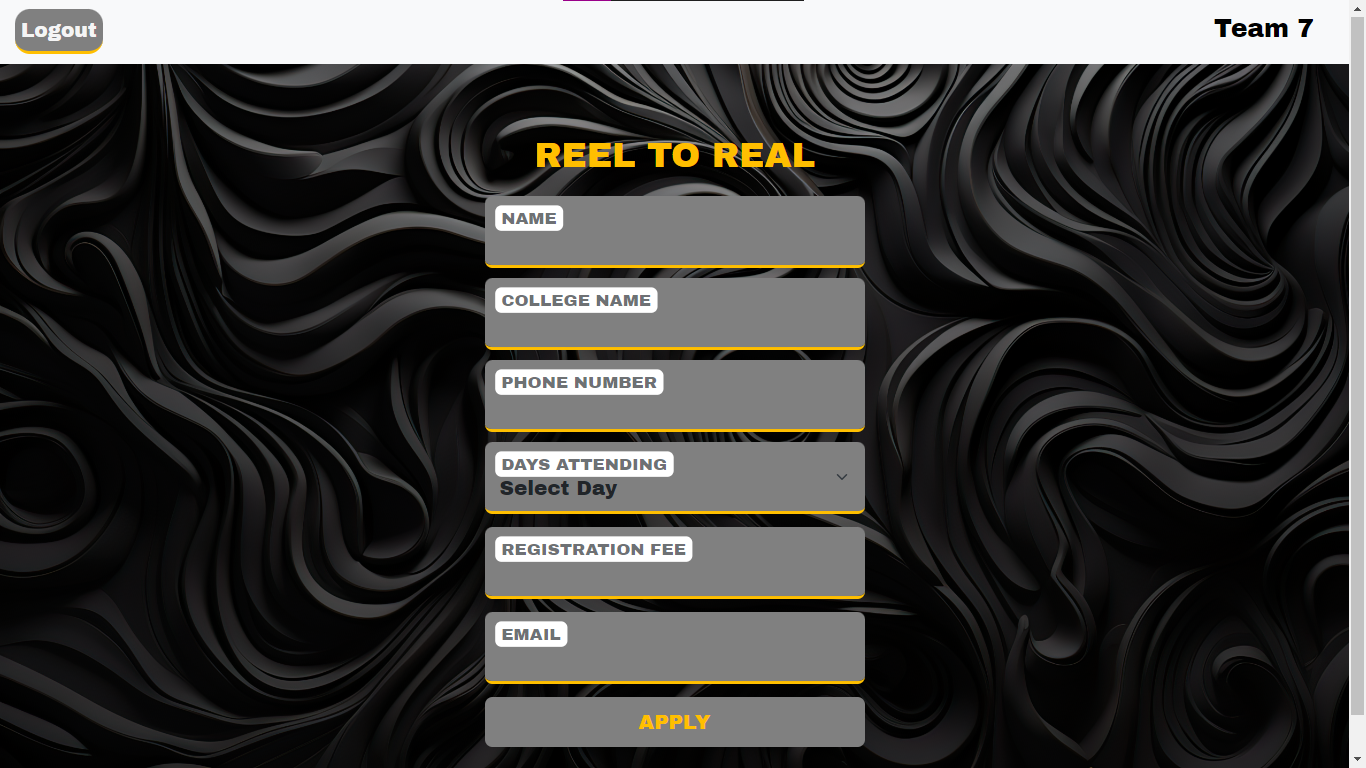 Logout
Team 7
REEL TO REAL
NAME
COLLEGE NAME
PHONE NUMBER
DAYS ATTENDING
Select Day
REGISTRATION FEE
EMAIL
APPLY